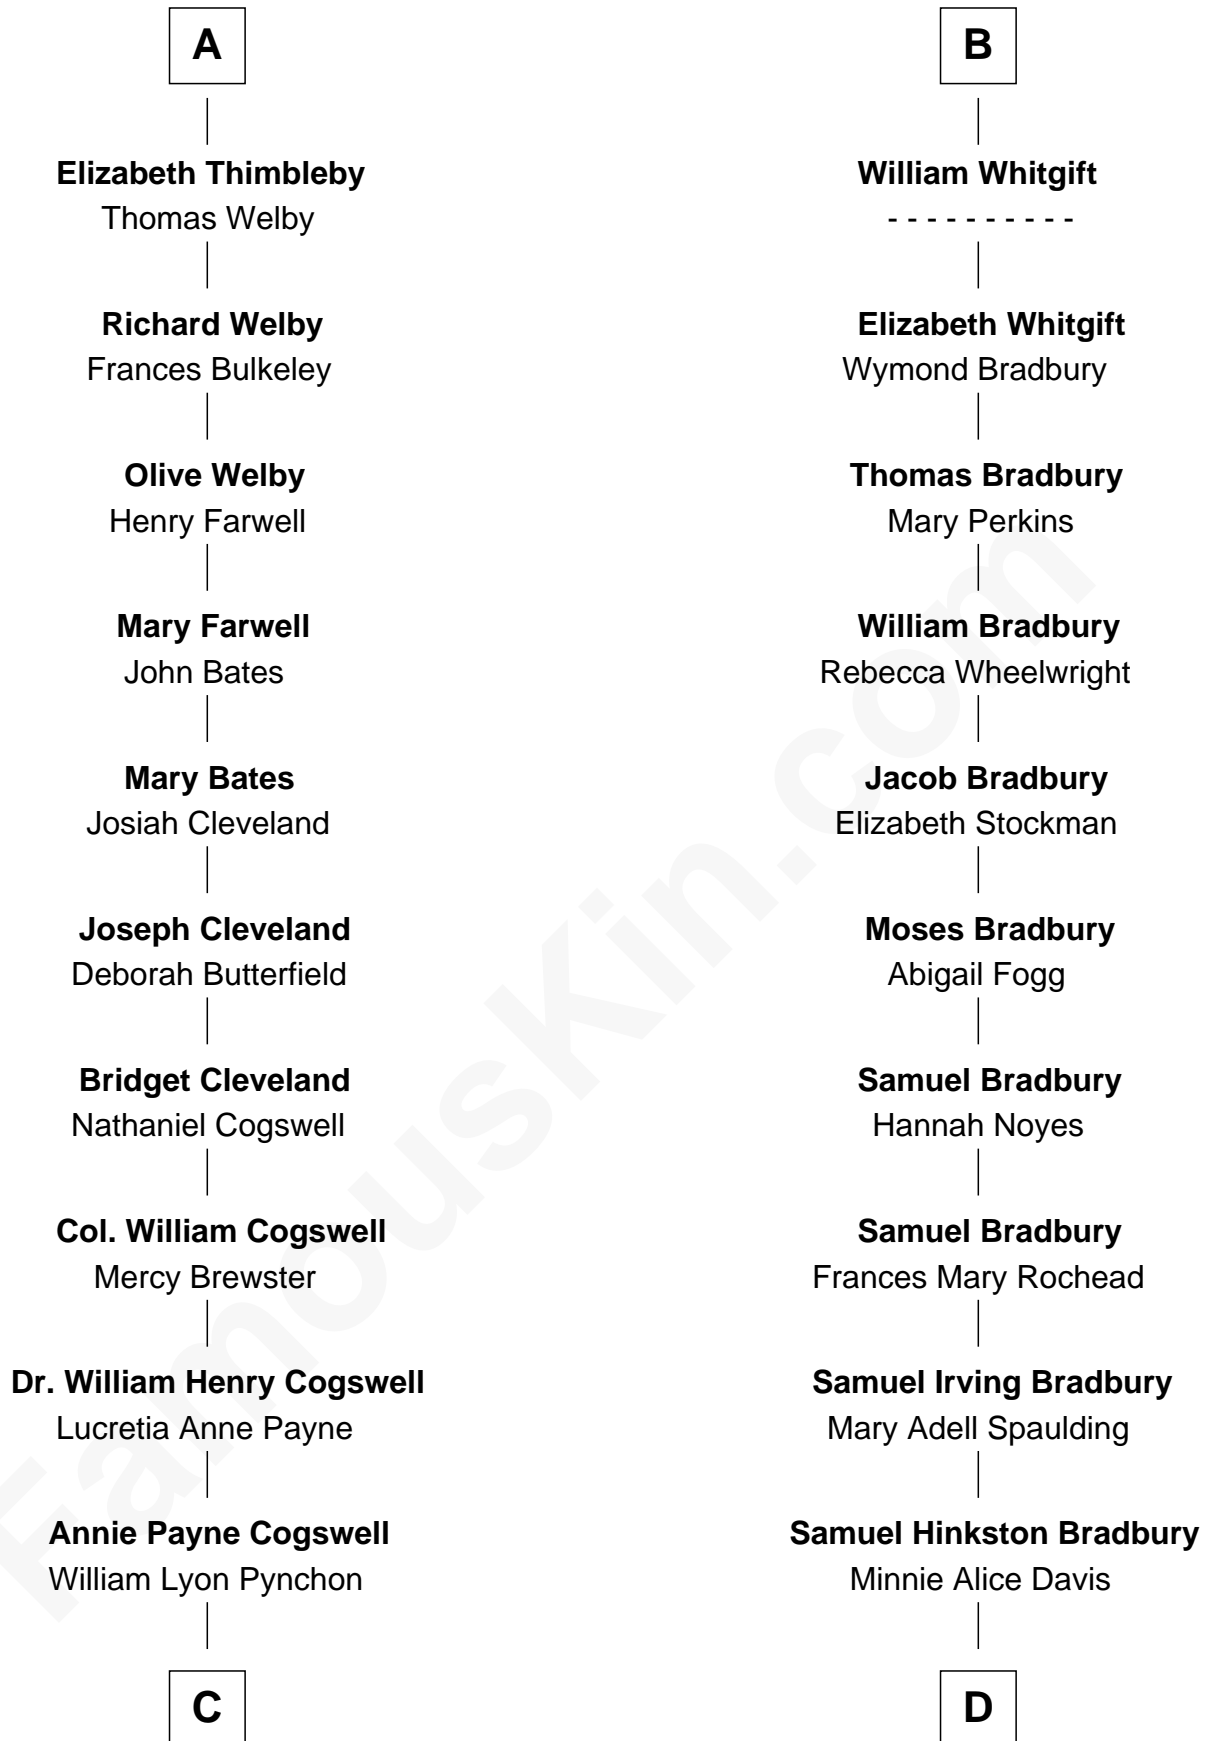 A
Elizabeth Thimbleby
Thomas Welby
Richard Welby
Frances Bulkeley
Olive Welby
Henry Farwell
Mary Farwell
John Bates
Mary Bates
Josiah Cleveland
Joseph Cleveland
Deborah Butterfield
Bridget Cleveland
Nathaniel Cogswell
Col. William Cogswell
Mercy Brewster
Dr. William Henry Cogswell
Lucretia Anne Payne
Annie Payne Cogswell
William Lyon Pynchon
C
B
William Whitgift
- - - - - - - - - -
Elizabeth Whitgift
Wymond Bradbury
Thomas Bradbury
Mary Perkins
William Bradbury
Rebecca Wheelwright
Jacob Bradbury
Elizabeth Stockman
Moses Bradbury
Abigail Fogg
Samuel Bradbury
Hannah Noyes
Samuel Bradbury
Frances Mary Rochead
Samuel Irving Bradbury
Mary Adell Spaulding
Samuel Hinkston Bradbury
Minnie Alice Davis
D
FamousKin.com